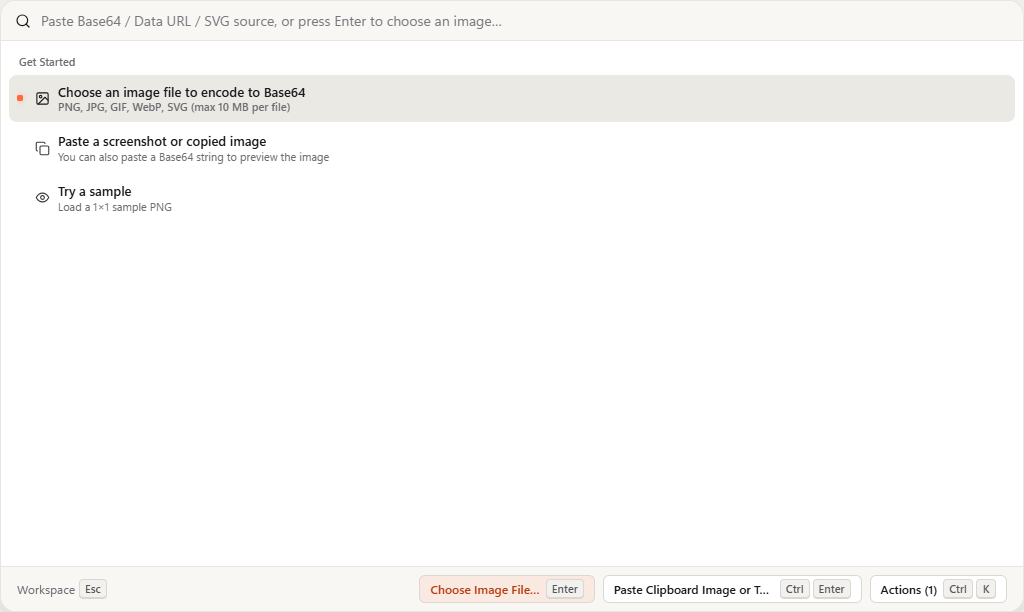 Paste Base64 / Data URL / SVG source, or press Enter to choose an image...
Get Started
Choose an image file to encode to Base64
PNG, JPG, GIF, WebP, SVG (max 10 MB per file)
Paste a screenshot or copied image
You can also paste a Base64 string to preview the image
Try a sample
Load a 1×1 sample PNG
Workspace Esc Choose Image File... Enter Paste Clipboard Image or T... Ctrl Enter Actions (1) Ctrl K